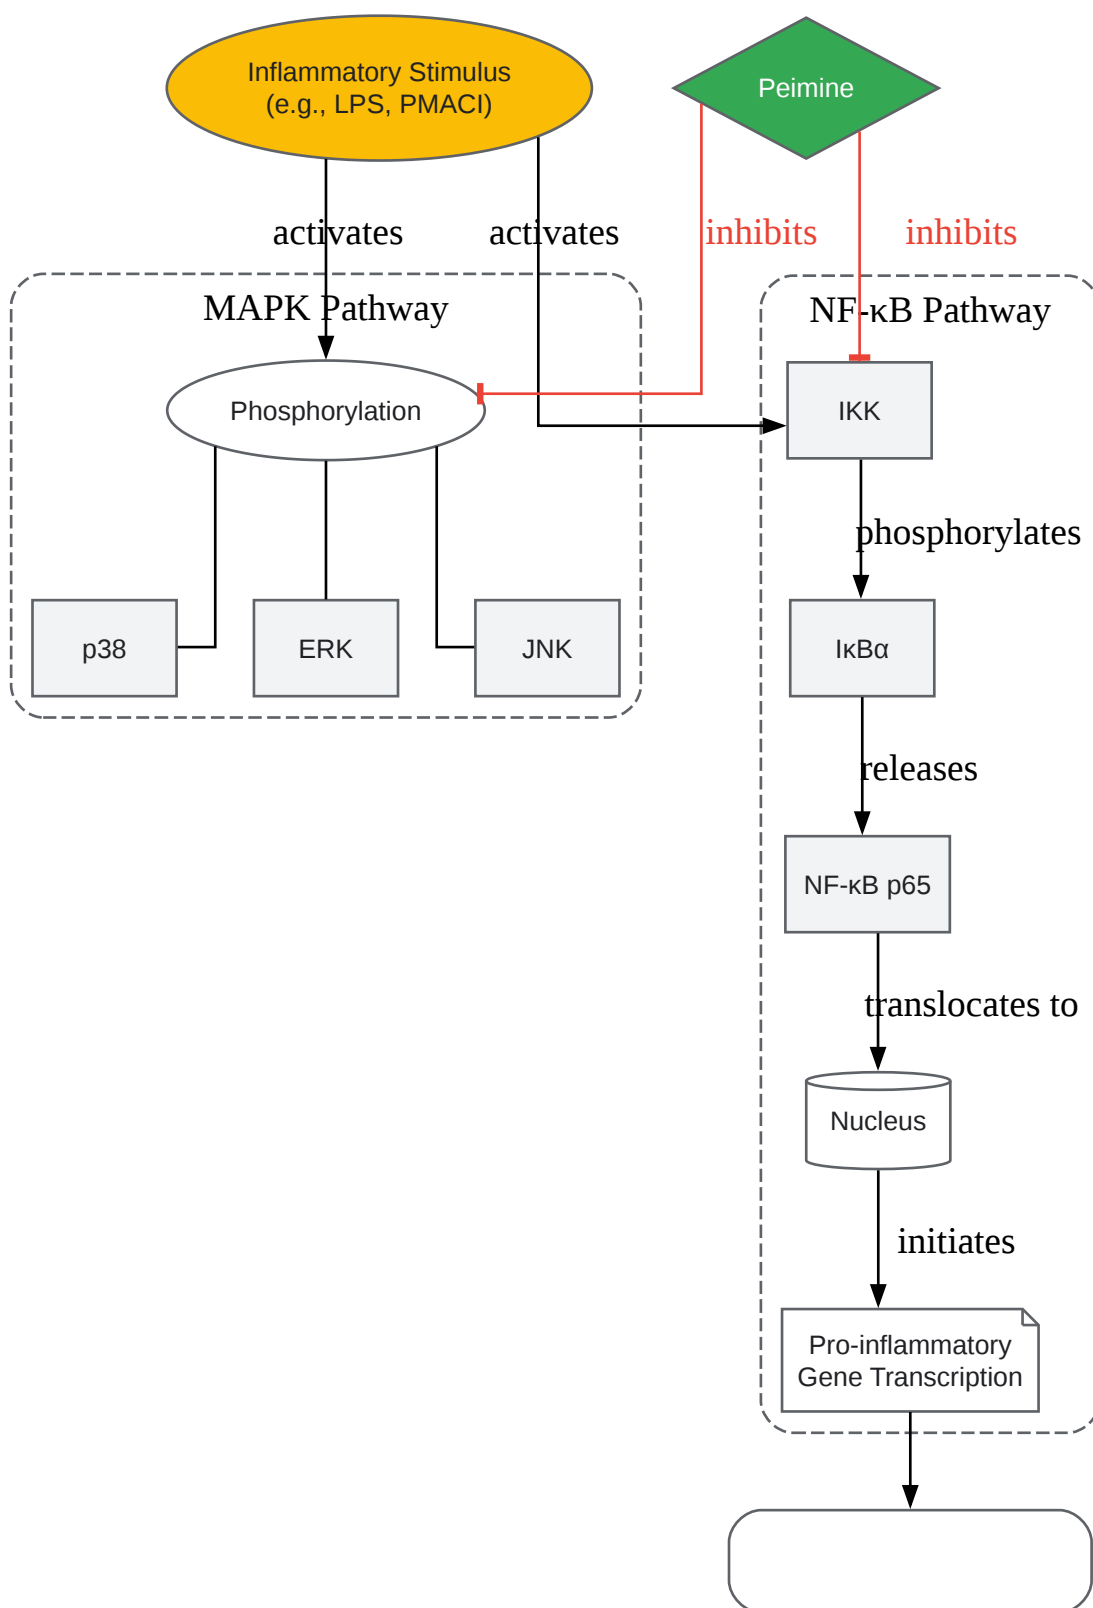 Inflammatory Stimulus
(e.g., LPS, PMACI)
Peimine
activates
activates
inhibits
inhibits
MAPK Pathway
NF-κB Pathway
Phosphorylation
IKK
phosphorylates
p38
ERK
JNK
IκBα
releases
NF-κB p65
translocates to
Nucleus
initiates
Pro-inflammatory
Gene Transcription